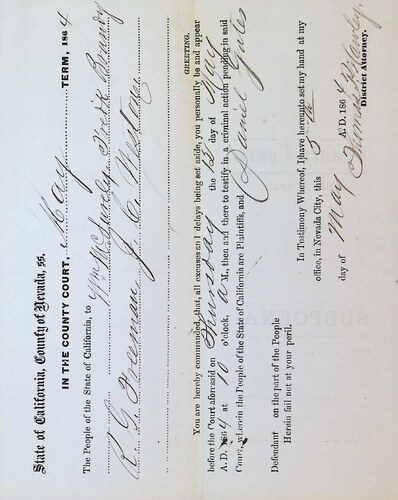 State of California, County of Nevada, ss.
IN THE COUNTY COURT, May TERM, 1864
The People of the State of California, to Wm McSorely Fred Brandy
R G Freeman J. C. Weston
GREETING.
You are hereby commanded, that, all excuses and delays being set aside, you personally be and appear
before the Court aforesaid on Thursday the 12 day of May
A. D. 1864 at 10 o'clock, A M., then and there to testify in a criminal action pending in said
Court, wherein the People of the State of California are Plaintiffs, and Daniel
Defendant on the part of the People
Herein fail not at your peril.
In Testimony Whereof, I have hereunto set my hand at my
office, in Nevada City, this 5th
day of May A. D. 1864
Thomas P. Hawley,
District Attorney.